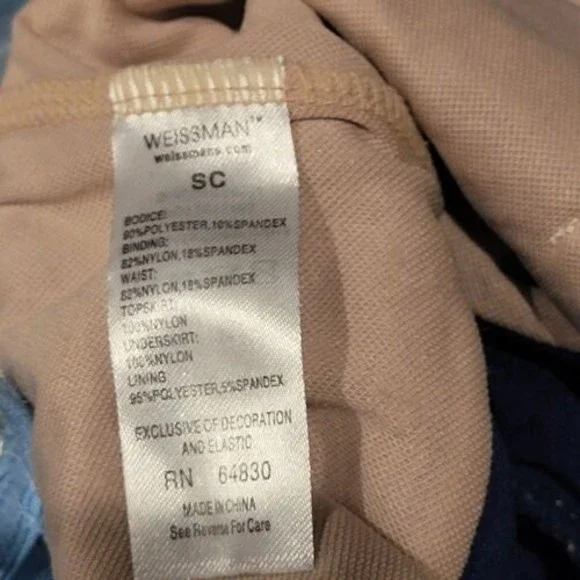 WEISSMAN™
weissmans.com
SC
BODICE:
90%POLYESTER,10%SPANDEX
BINDING:
82%NYLON,18%SPANDEX
WAIST:
82%NYLON,18%SPANDEX
TOPSKIRT:
100%NYLON
UNDERSKIRT:
100%NYLON
LINING
95%POLYESTER,5%SPANDEX
EXCLUSIVE OF DECORATION
AND ELASTIC
RN 64830
MADE IN CHINA
See Reverse For Care